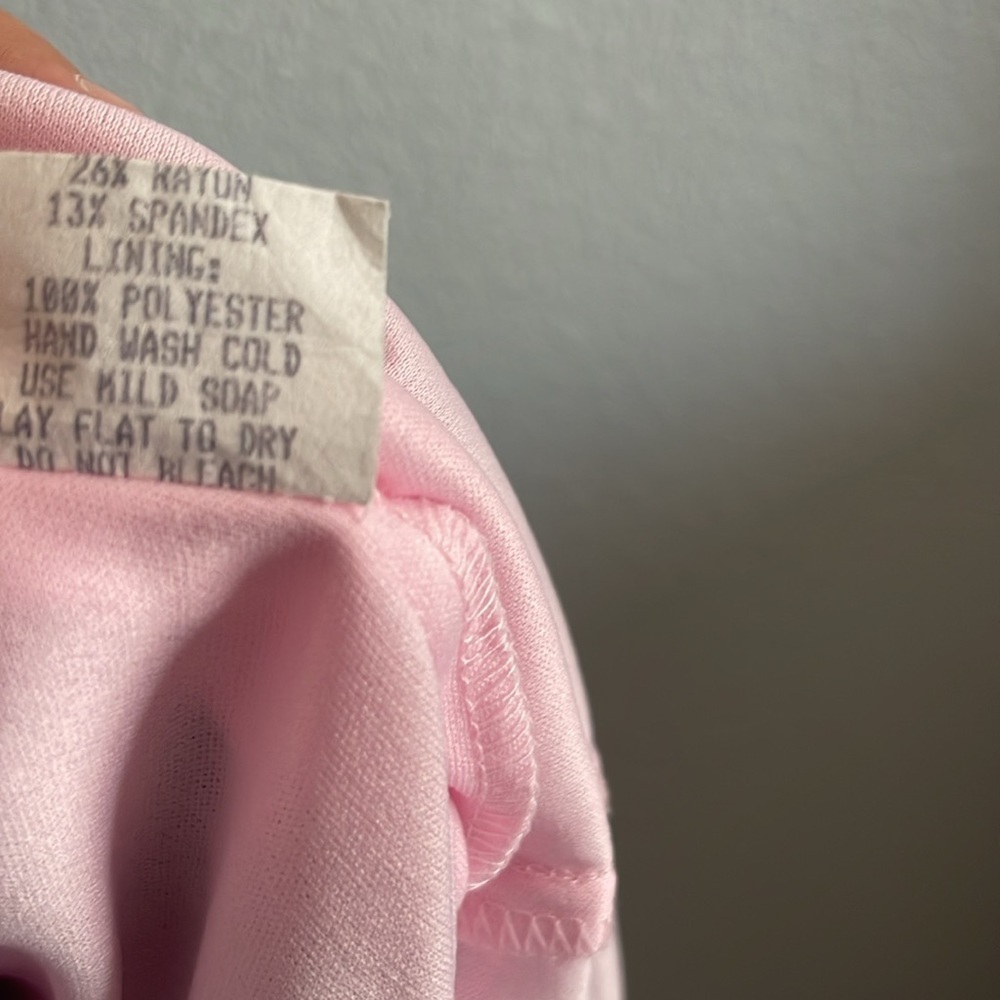 26% RAYON
13% SPANDEX
LINING:
100% POLYESTER
HAND WASH COLD
USE MILD SOAP
LAY FLAT TO DRY
DO NOT BLEACH